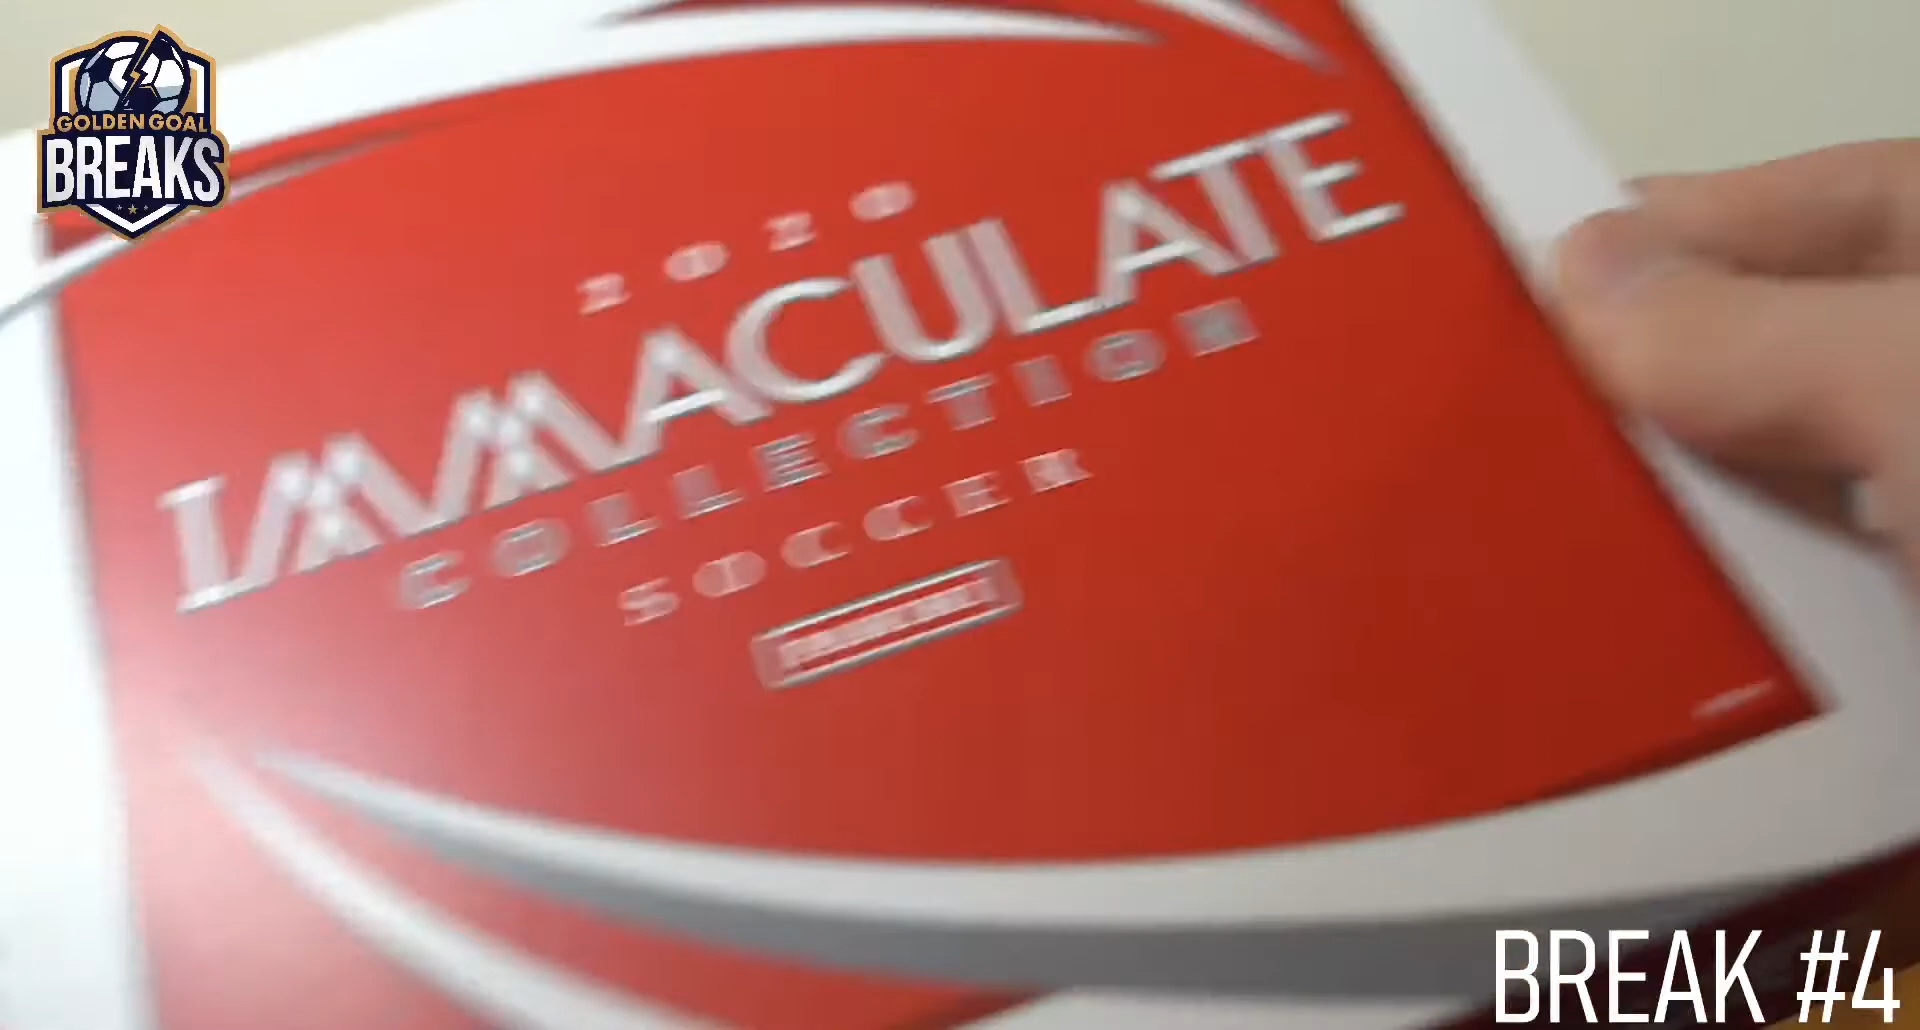 GOLDEN GOAL
BREAKS
2020
IMMACULATE
COLLECTION
SOCCER
BREAK #4